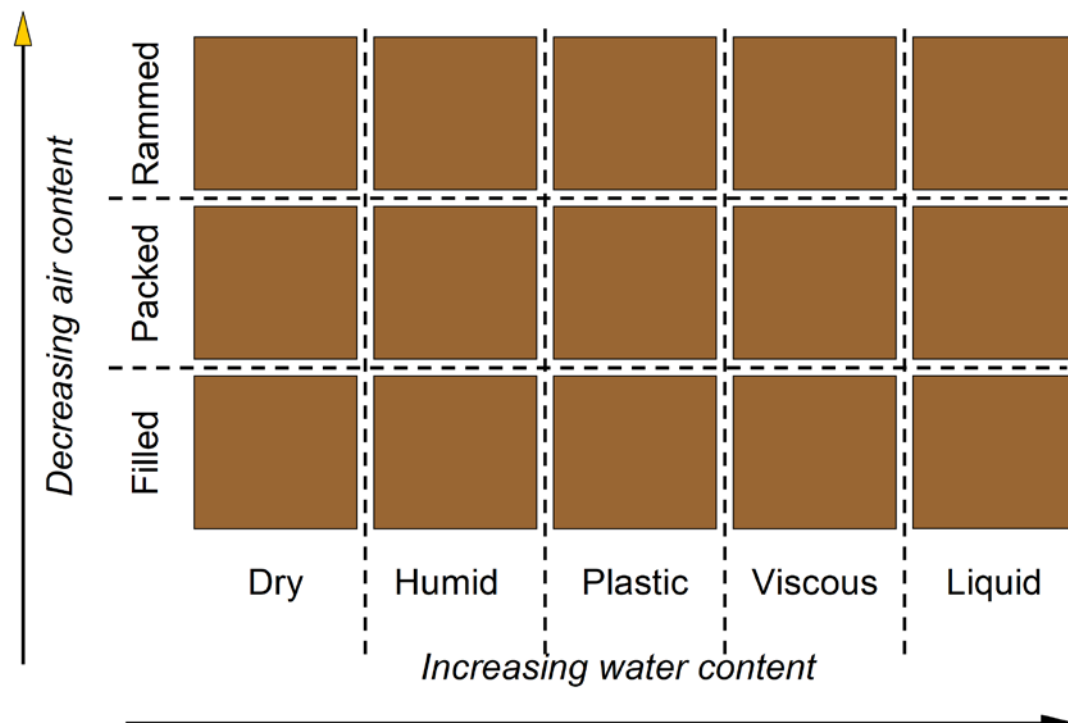 Decreasing air content
Rammed
Packed
Filled
Dry
Humid
Plastic
Viscous
Liquid
Increasing water content